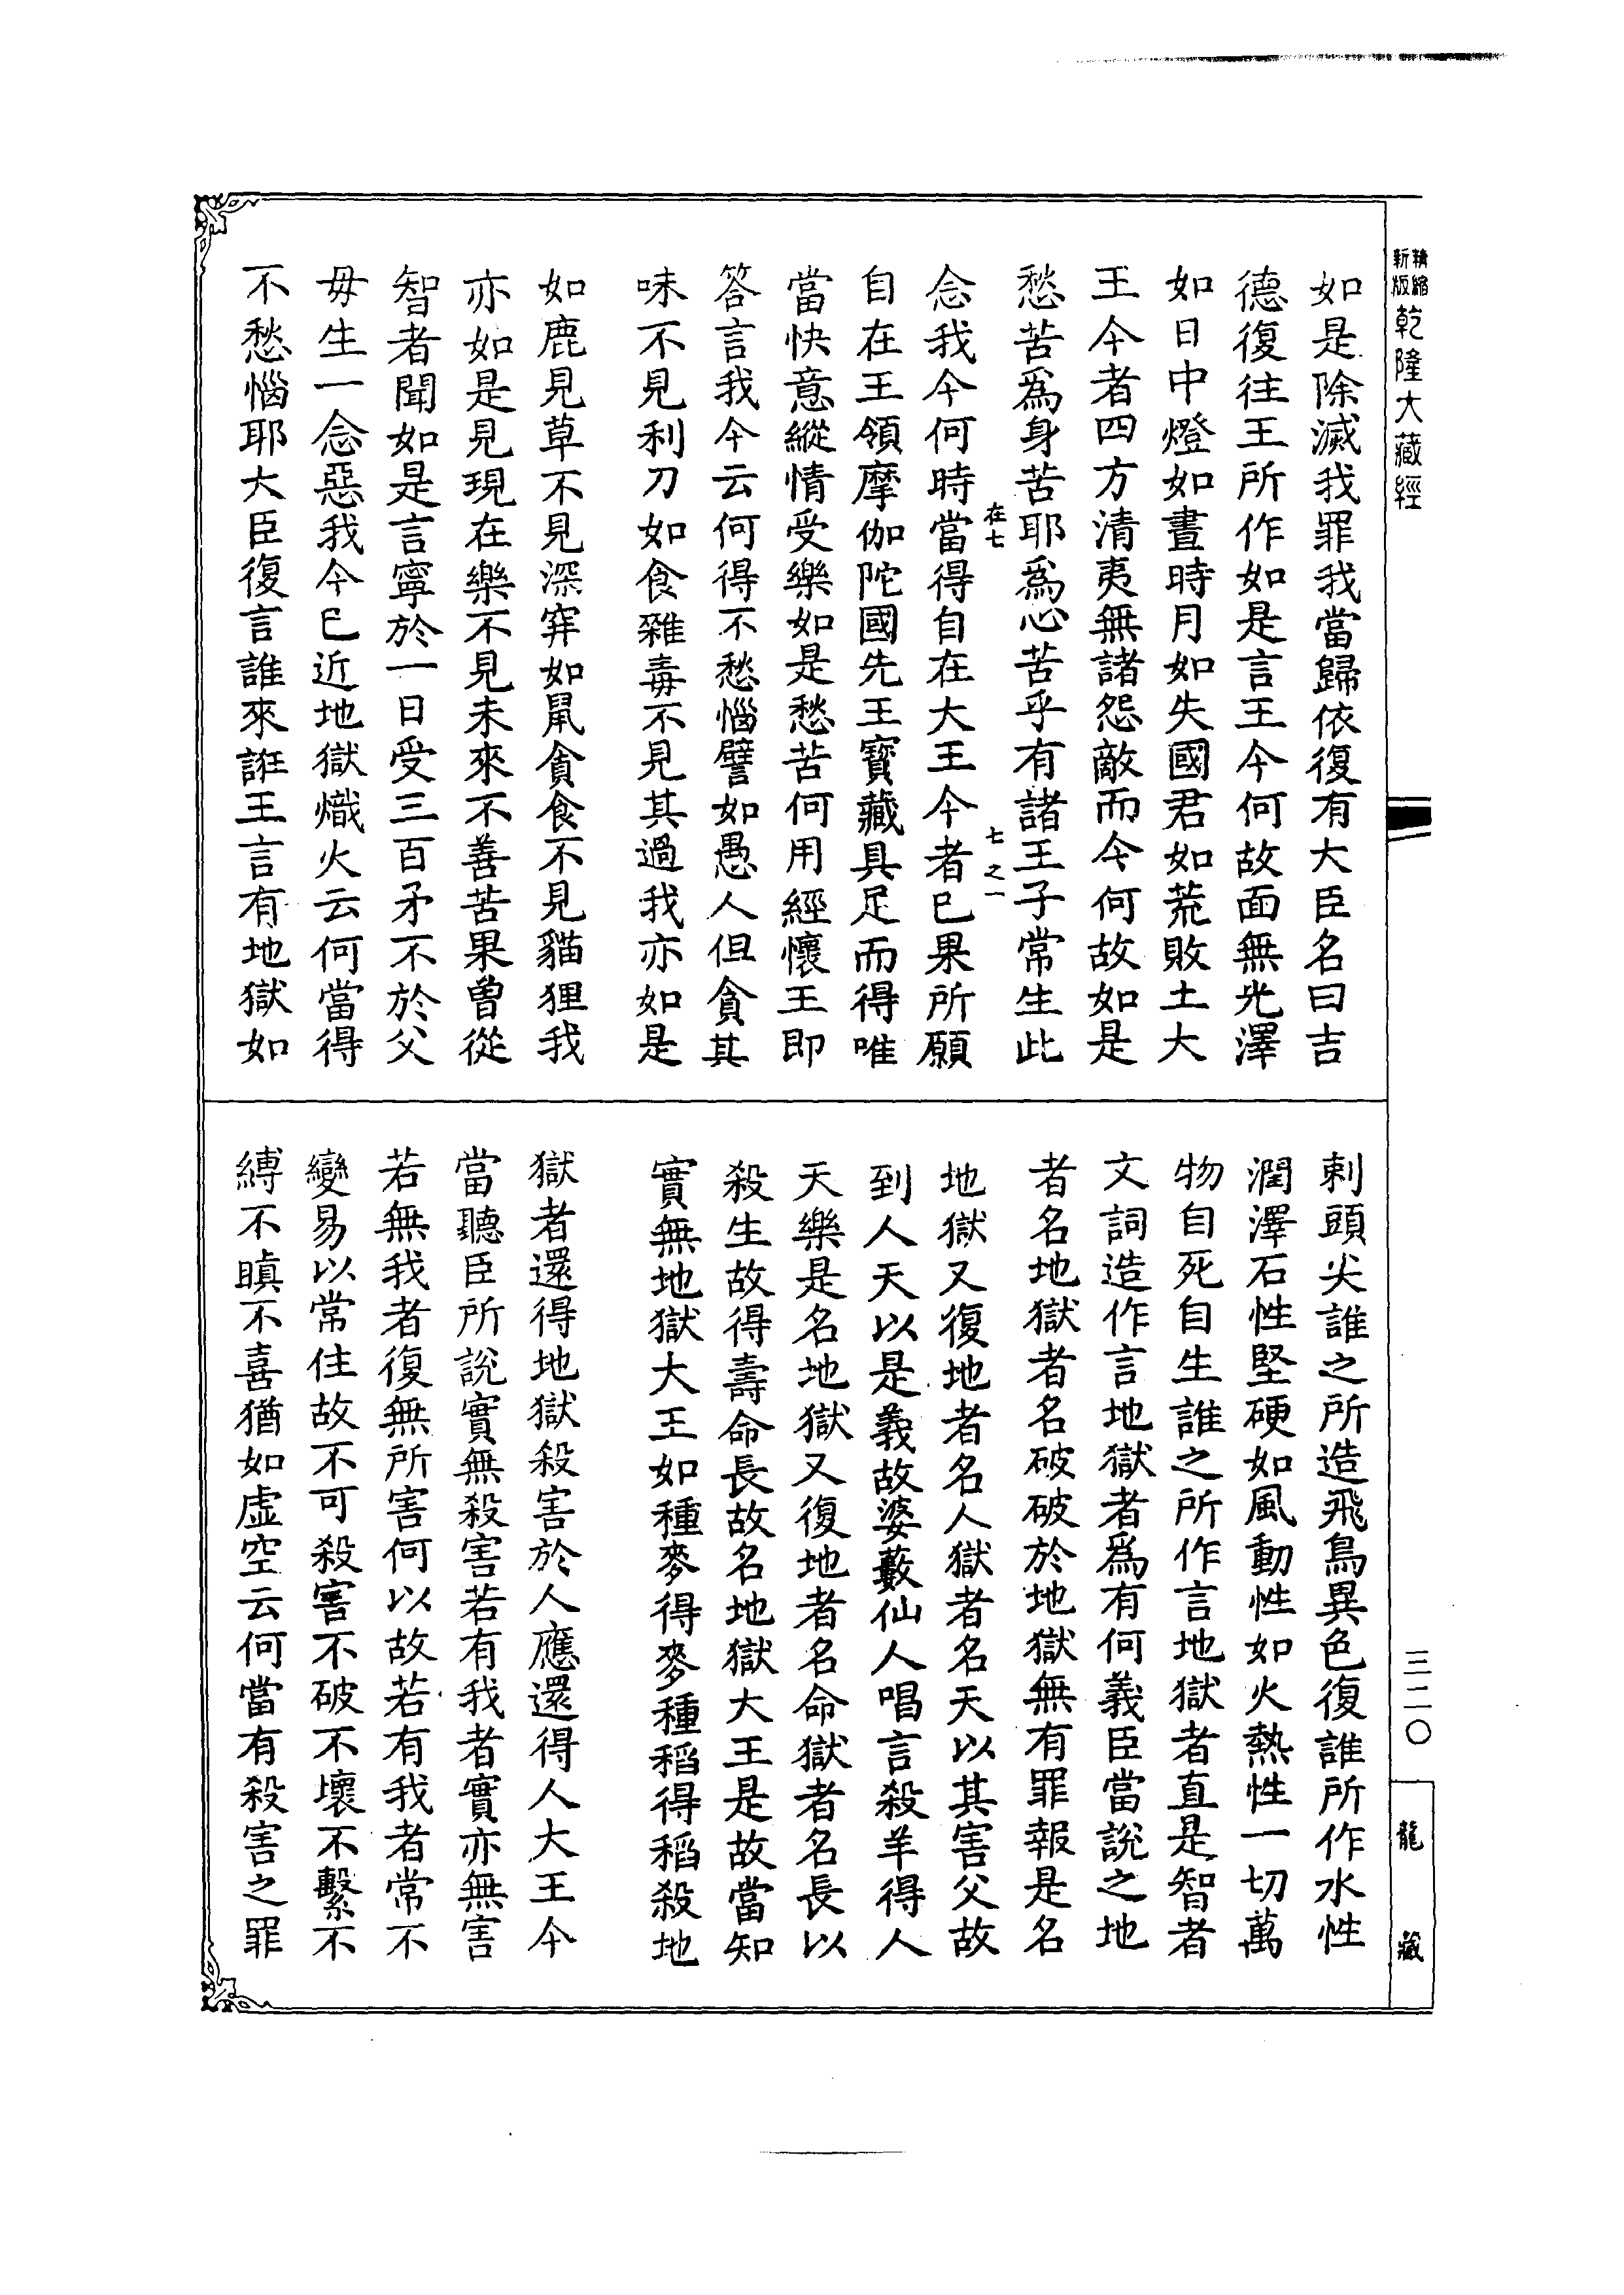 精縮
新版
乾隆大藏經
如是除滅我罪我當歸依復有大臣名曰吉
德復往王所作如是言王今何故面無光澤
如日中燈如晝時月如失國君如荒敗土大
王今者四方清夷無諸怨敵而今何故如是
愁苦爲身苦耶爲心苦乎有諸王子常生此
在七
七之一
念我今何時當得自在大王今者已果所願
自在王領摩伽陀國先王寳藏具足而得唯
當快意縱情受樂如是愁苦何用經懷王即
答言我今云何得不愁惱譬如愚人但貪其
味不見利刀如食雜毒不見其過我亦如是
如鹿見草不見深穽如鼠貪食不見貓狸我
亦如是見現在樂不見未來不善苦果曾從
智者聞如是言寧於一日受三百矛不於父
母生一念惡我今已近地獄熾火云何當得
不愁惱耶大臣復言誰來誑王言有地獄如
刺頭尖誰之所造飛鳥異色復誰所作水性
潤澤石性堅硬如風動性如火熱性一切萬
物自死自生誰之所作言地獄者直是智者
文詞造作言地獄者爲有何義臣當說之地
者名地獄者名破破於地獄無有罪報是名
地獄又復地者名人獄者名天以其害父故
到人天以是義故婆藪仙人唱言殺羊得人
天樂是名地獄又復地者名命獄者名長以
殺生故得壽命長故名地獄大王是故當知
實無地獄大王如種麥得麥種稻得稻殺地
獄者還得地獄殺害於人應還得人大王今
當聽臣所說實無殺害若有我者實亦無害
若無我者復無所害何以故若有我者常不
變易以常住故不可殺害不破不壞不繫不
縛不瞋不喜猶如虛空云何當有殺害之罪
三二〇
龍藏